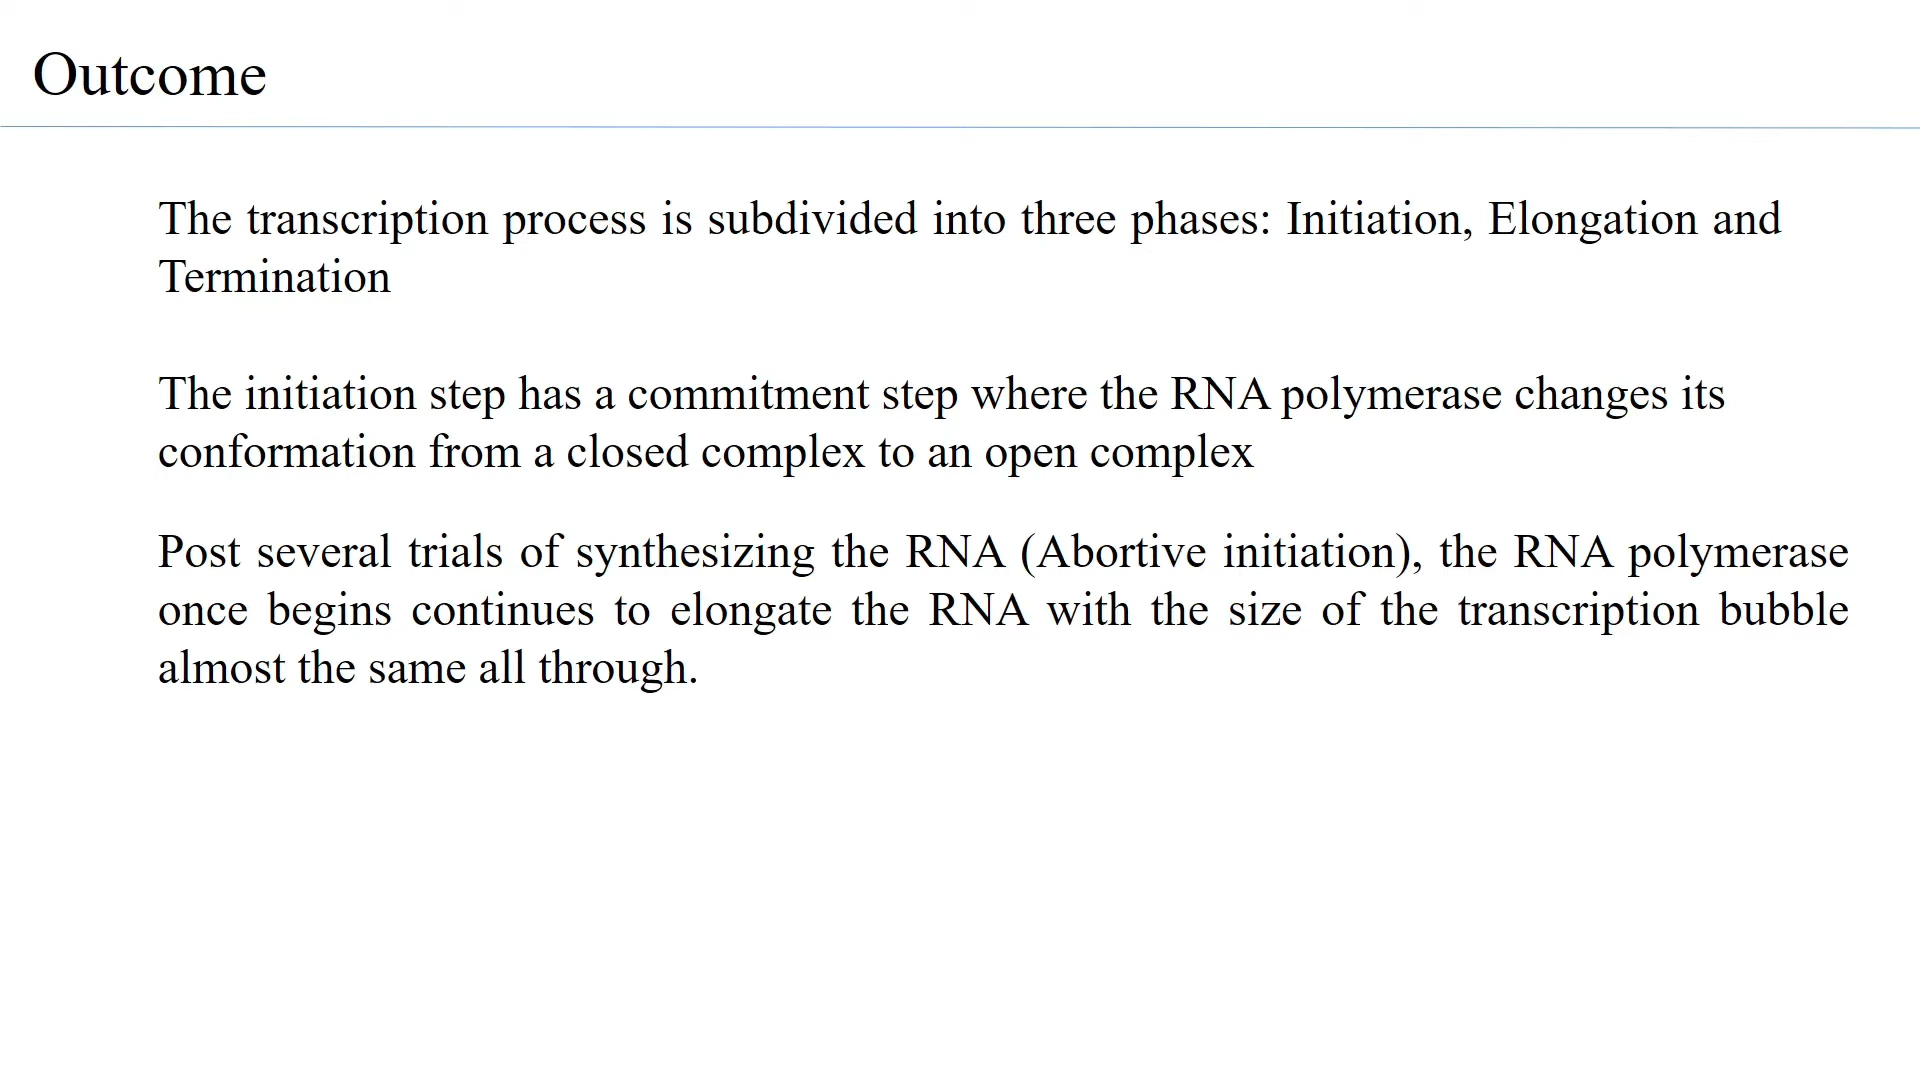 Outcome
The transcription process is subdivided into three phases: Initiation, Elongation and
Termination
The initiation step has a commitment step where the RNA polymerase changes its
conformation from a closed complex to an open complex
Post several trials of synthesizing the RNA (Abortive initiation), the RNA polymerase
once begins continues to elongate the RNA with the size of the transcription bubble
almost the same all through.